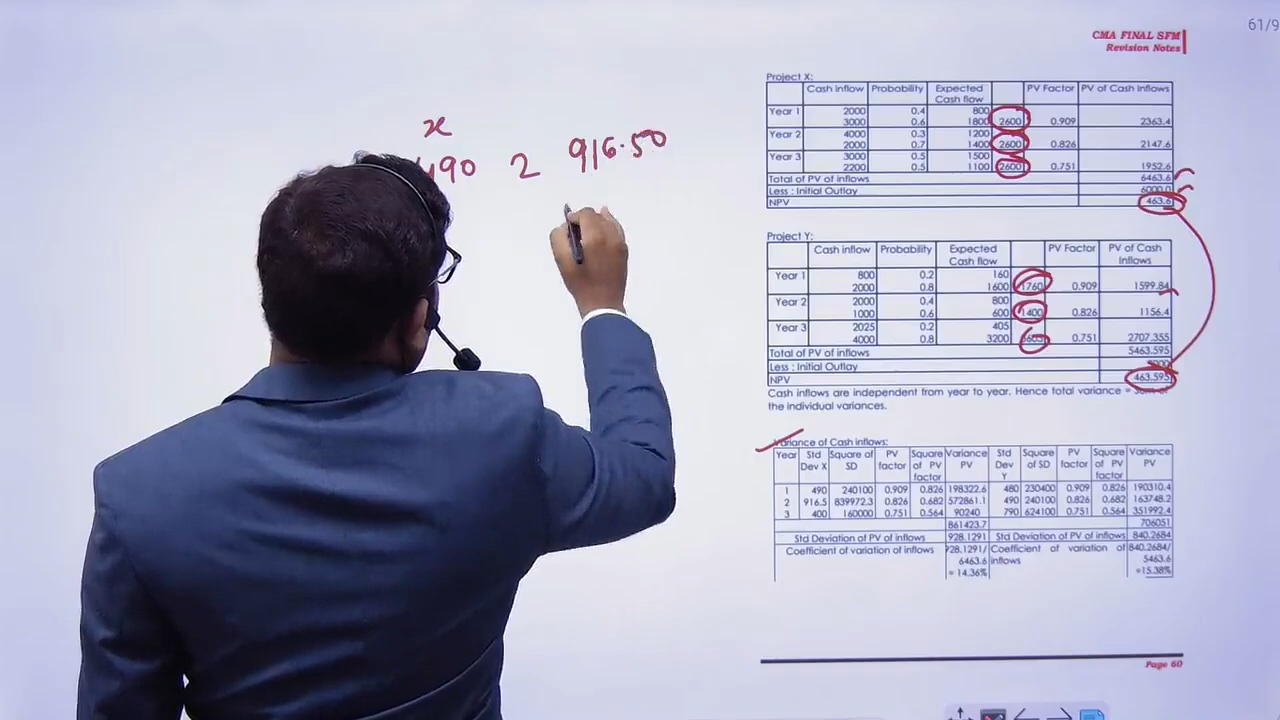 61/9
CMA FINAL SFM
Revision Notes
x
490 2 916.50
Project X:
Cash inflow Probability Expected Cash flow PV Factor PV of Cash Inflows
Year 1 2000 0.4 800
3000 0.6 1800 2600 0.909 2363.4
Year 2 4000 0.3 1200
2000 0.7 1400 2600 0.826 2147.6
Year 3 3000 0.5 1500
2200 0.5 1100 2600 0.751 1952.6
Total of PV of inflows 6463.6
Less : Initial Outlay 6000.0
NPV 463.6
Project Y:
Cash inflow Probability Expected Cash flow PV Factor PV of Cash Inflows
Year 1 800 0.2 160
2000 0.8 1600 1760 0.909 1599.84
Year 2 2000 0.4 800
1000 0.6 600 1400 0.826 1156.4
Year 3 2025 0.2 405
4000 0.8 3200 3605 0.751 2707.355
Total of PV of inflows 5463.595
Less : Initial Outlay
NPV 463.595
Cash inflows are independent from year to year. Hence total variance = sum of
the individual variances.
Variance of Cash inflows:
Year Std Dev X Square of SD PV factor Square of PV factor Variance PV Std Dev Y Square of SD PV factor Square of PV factor Variance PV
1 490 240100 0.909 0.826 198322.6 480 230400 0.909 0.826 190310.4
2 916.5 839972.3 0.826 0.682 572861.1 490 240100 0.826 0.682 163748.2
3 400 160000 0.751 0.564 90240 790 624100 0.751 0.564 351992.4
861423.7 706051
Std Deviation of PV of inflows 928.1291 Std Deviation of PV of inflows 840.2684
Coefficient of variation of inflows 928.1291/ Coefficient of variation of inflows 840.2684/
6463.6 5463.6
= 14.36% =15.38%
Page 60